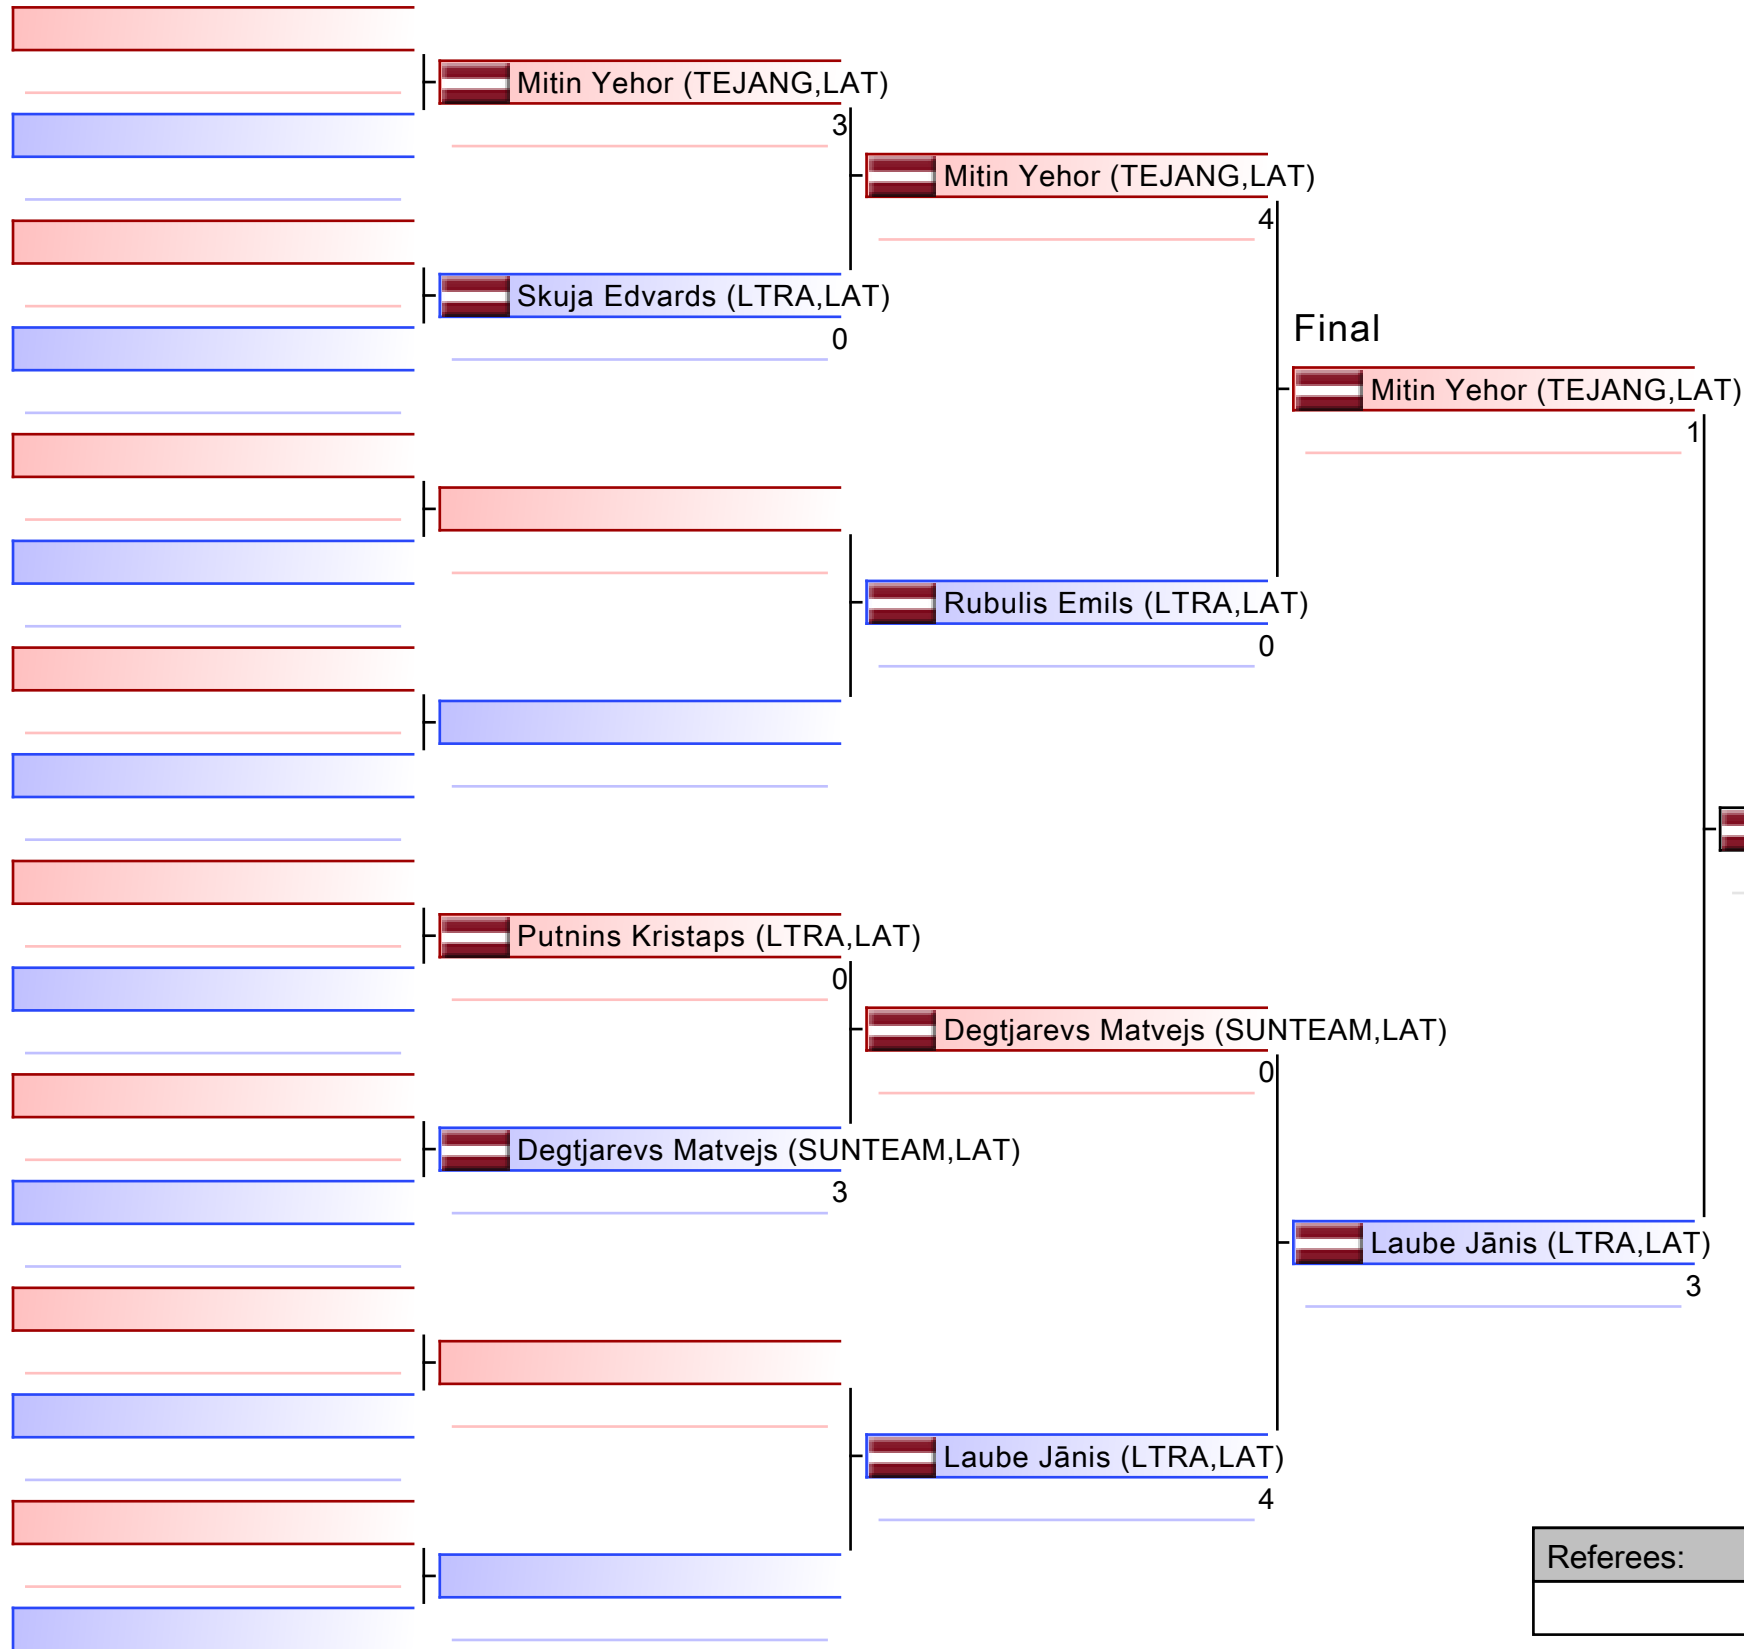 Mitin Yehor (TEJANG,LAT)
3
Mitin Yehor (TEJANG,LAT)
4
Skuja Edvards (LTRA,LAT)
0
Final
Mitin Yehor (TEJANG,LAT)
1
Rubulis Emils (LTRA,LAT)
0
Putnins Kristaps (LTRA,LAT)
0
Degtjarevs Matvejs (SUNTEAM,LAT)
0
Degtjarevs Matvejs (SUNTEAM,LAT)
3
Laube Jānis (LTRA,LAT)
3
Laube Jānis (LTRA,LAT)
4
Referees: